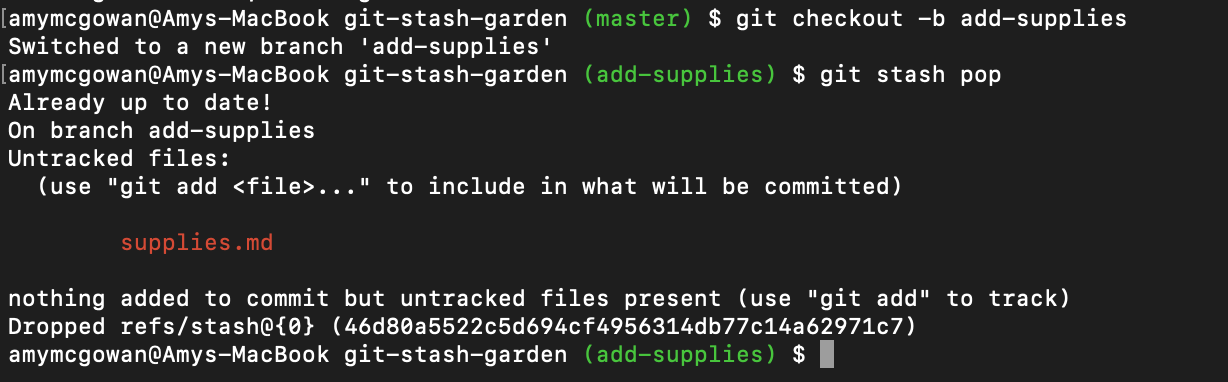 [amymcgowan@Amys-MacBook git-stash-garden (master) $ git checkout -b add-supplies
Switched to a new branch 'add-supplies'
[amymcgowan@Amys-MacBook git-stash-garden (add-supplies) $ git stash pop
Already up to date!
On branch add-supplies
Untracked files:
  (use "git add <file>..." to include in what will be committed)

        supplies.md

nothing added to commit but untracked files present (use "git add" to track)
Dropped refs/stash@{0} (46d80a5522c5d694cf4956314db77c14a62971c7)
amymcgowan@Amys-MacBook git-stash-garden (add-supplies) $